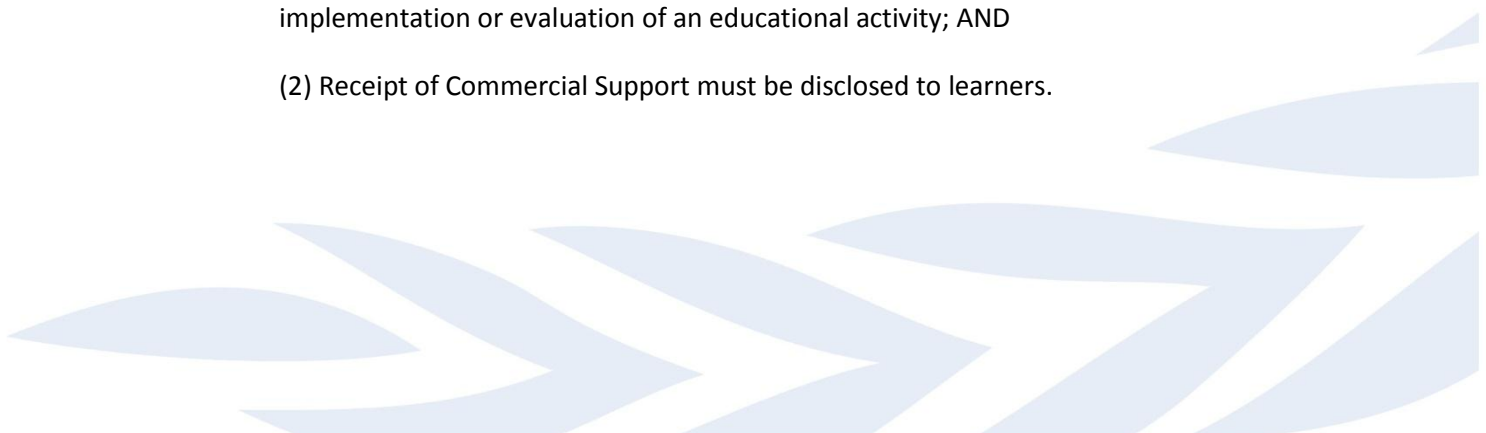 implementation or evaluation of an educational activity; AND
(2) Receipt of Commercial Support must be disclosed to learners.